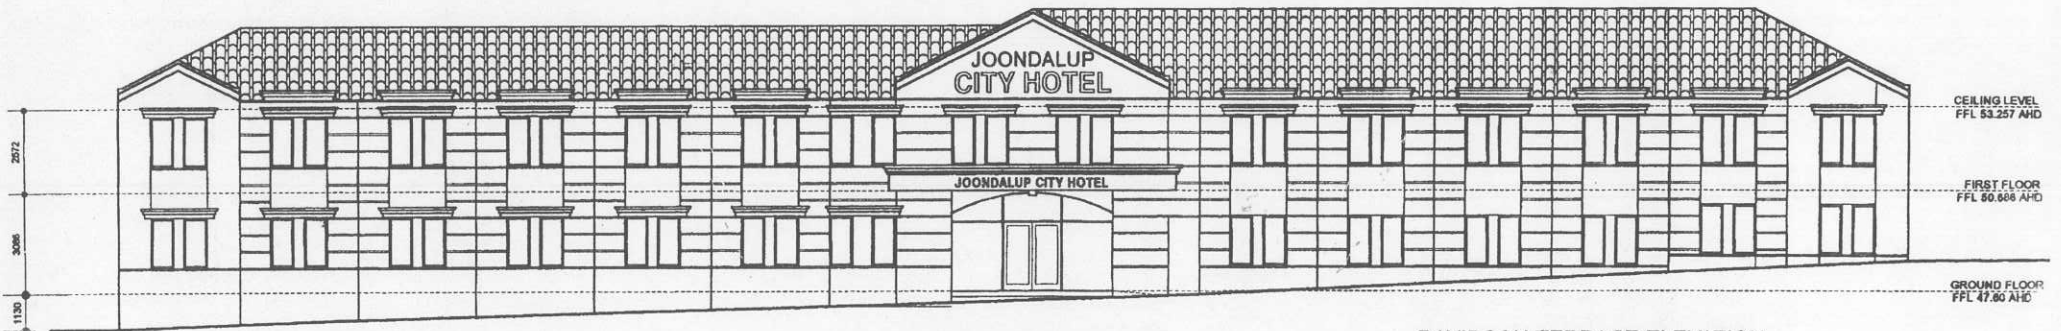 JOONDALUP
CITY HOTEL
JOONDALUP CITY HOTEL
CEILING LEVEL
FFL 53.257 AHD
FIRST FLOOR
FFL 50.686 AHD
GROUND FLOOR
FFL 47.60 AHD
2572
3086
1130